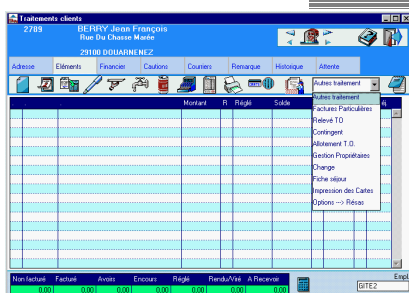 Traitements clients
2789 BERRY Jean François
Rue Du Chasse Marée
29100 DOUARNENEZ
Adresse Eléments Financier Cautions Courriers Remarque Historique Attente
Autres traitement
Montant R Réglé Solde
Autres traitement
Factures Particulières
Relevé TO
Contingent
Allotement T.O.
Gestion Propriétaires
Change
Fiche séjour
Impression des Cartes
Options --> Résas
Non facturé Facturé Avoirs Encours Réglé Rendu/Viré A Recevoir Empl
0,00 0,00 0,00 0,00 0,00 0,00 0,00 GITE2